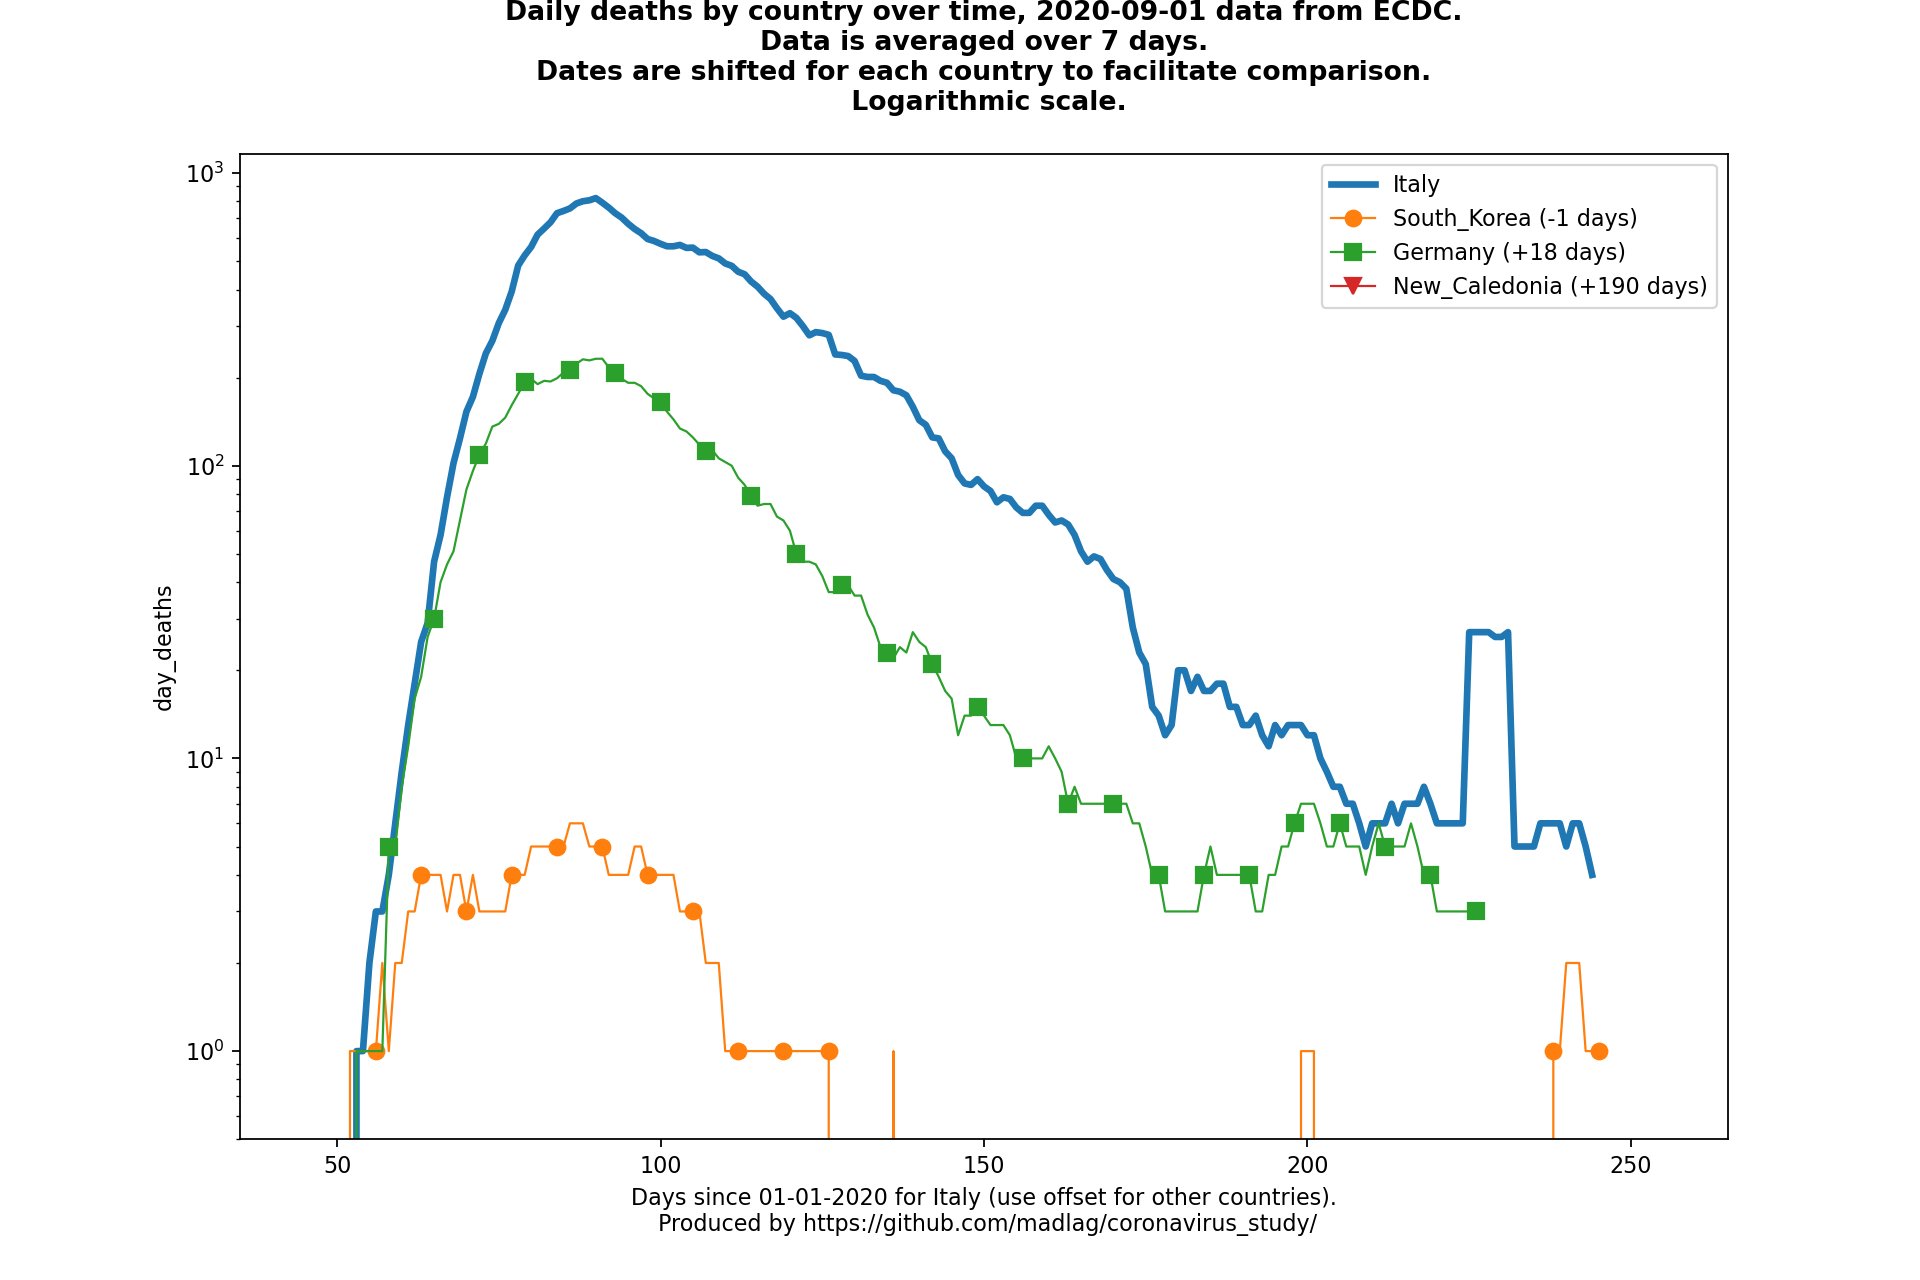 Daily deaths by country over time, 2020-09-01 data from ECDC.
Data is averaged over 7 days.
Dates are shifted for each country to facilitate comparison.
Logarithmic scale.
10³
10²
10¹
10⁰
day_deaths
Italy
South_Korea (-1 days)
Germany (+18 days)
New_Caledonia (+190 days)
50 100 150 200 250
Days since 01-01-2020 for Italy (use offset for other countries).
Produced by https://github.com/madlag/coronavirus_study/